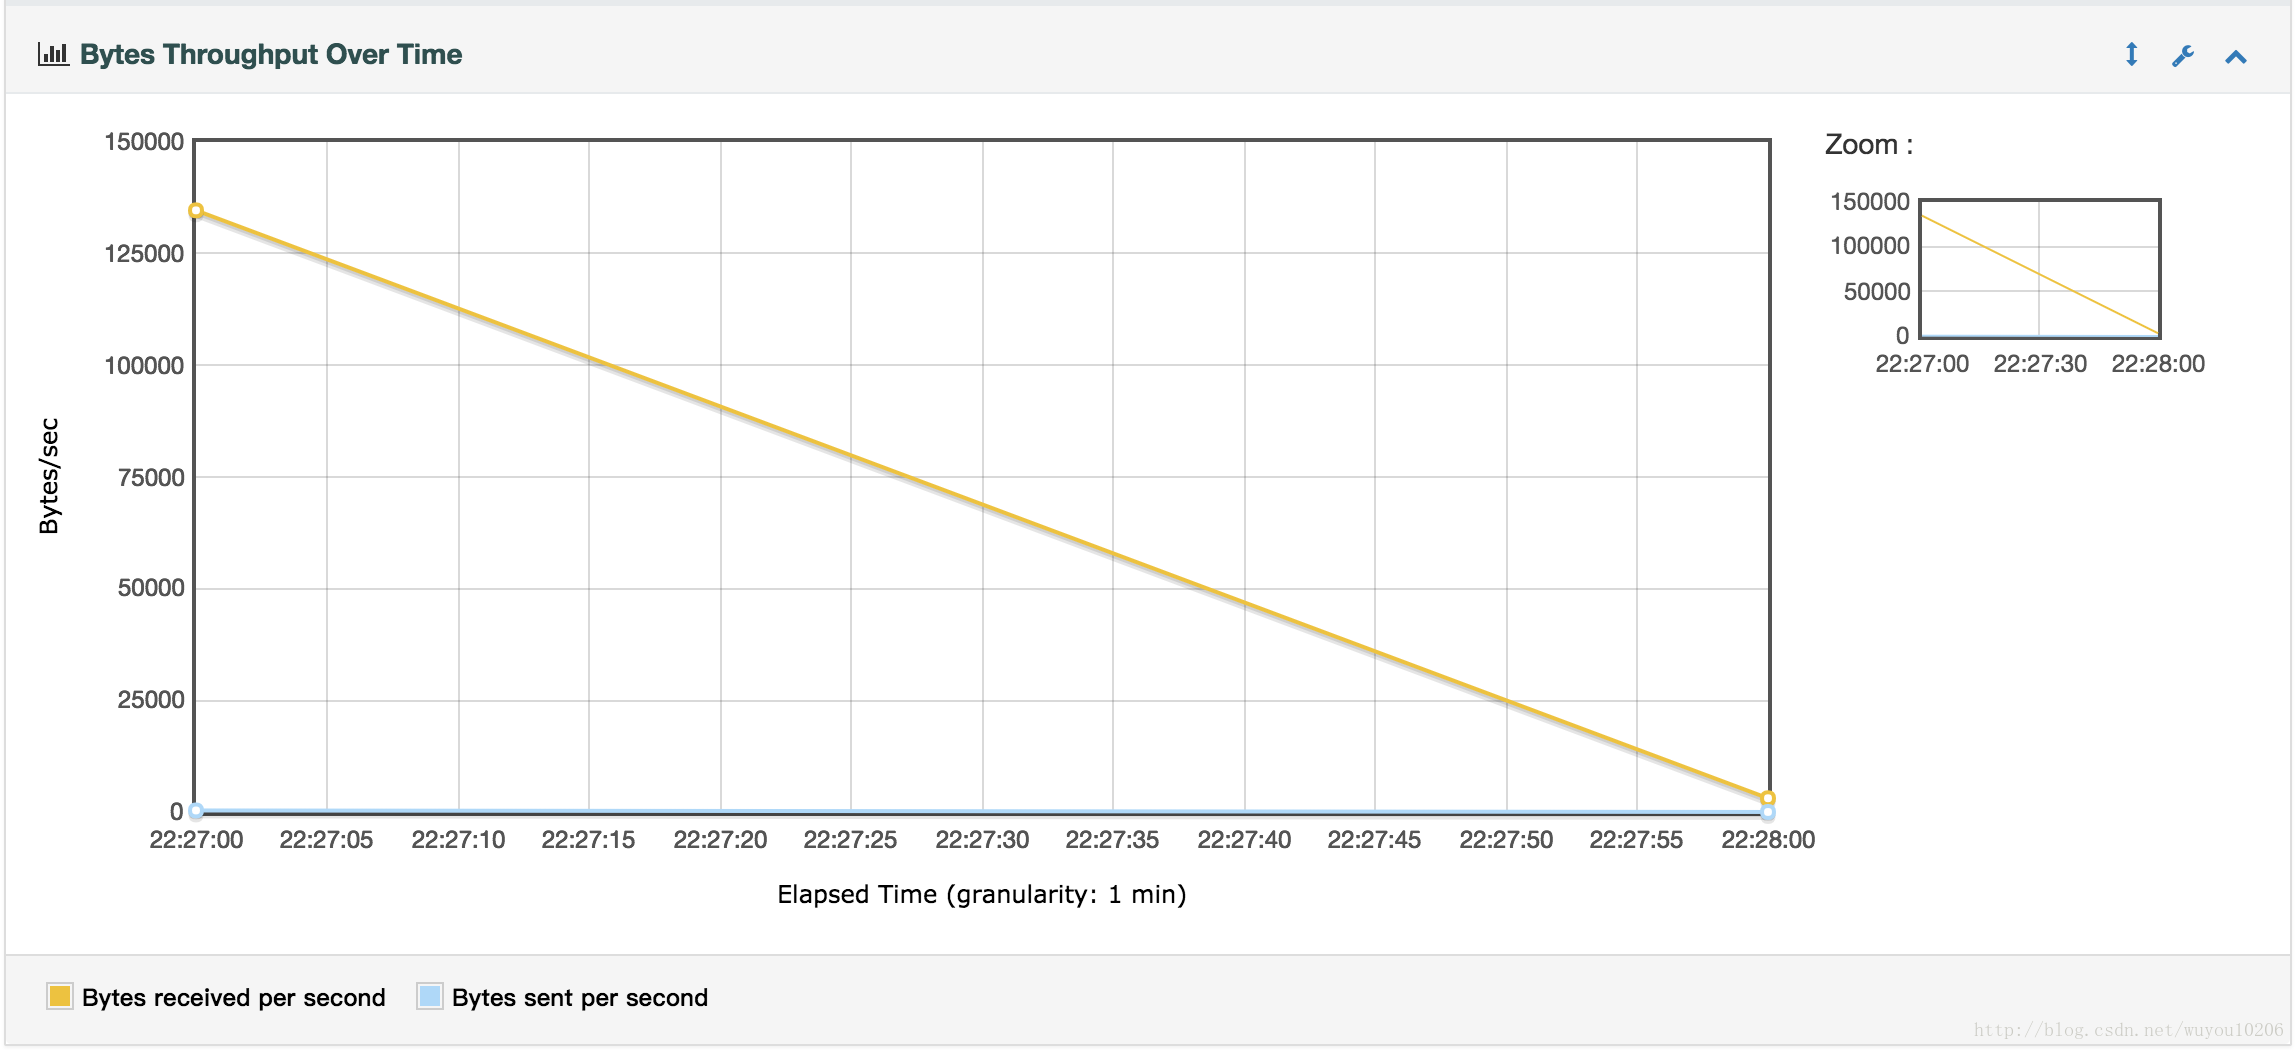 Bytes Throughput Over Time
150000
125000
100000
75000
50000
25000
0
Bytes/sec
22:27:00 22:27:05 22:27:10 22:27:15 22:27:20 22:27:25 22:27:30 22:27:35 22:27:40 22:27:45 22:27:50 22:27:55 22:28:00
Elapsed Time (granularity: 1 min)
Zoom :
150000
100000
50000
0
22:27:00 22:27:30 22:28:00
Bytes received per second Bytes sent per second
http://blog.csdn.net/wuyou10206